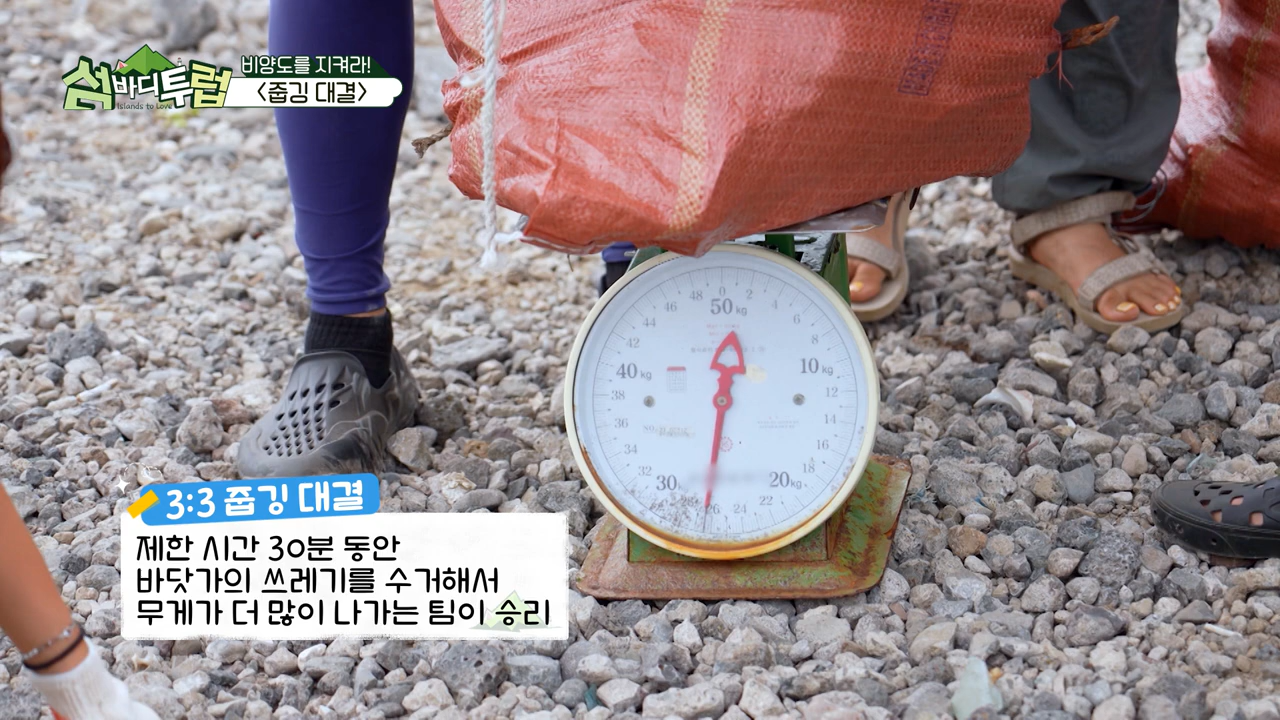 섬바디투럽
Islands to Love
비양도를 지켜라!
<줍깅 대결>
48 0 2
46 50kg 4
44 6
42 8
40kg 10kg
38 12
36 14
34 16
32 18
30kg 20kg
26 24 22
3:3 줍깅 대결
제한 시간 30분 동안
바닷가의 쓰레기를 수거해서
무게가 더 많이 나가는 팀이 승리